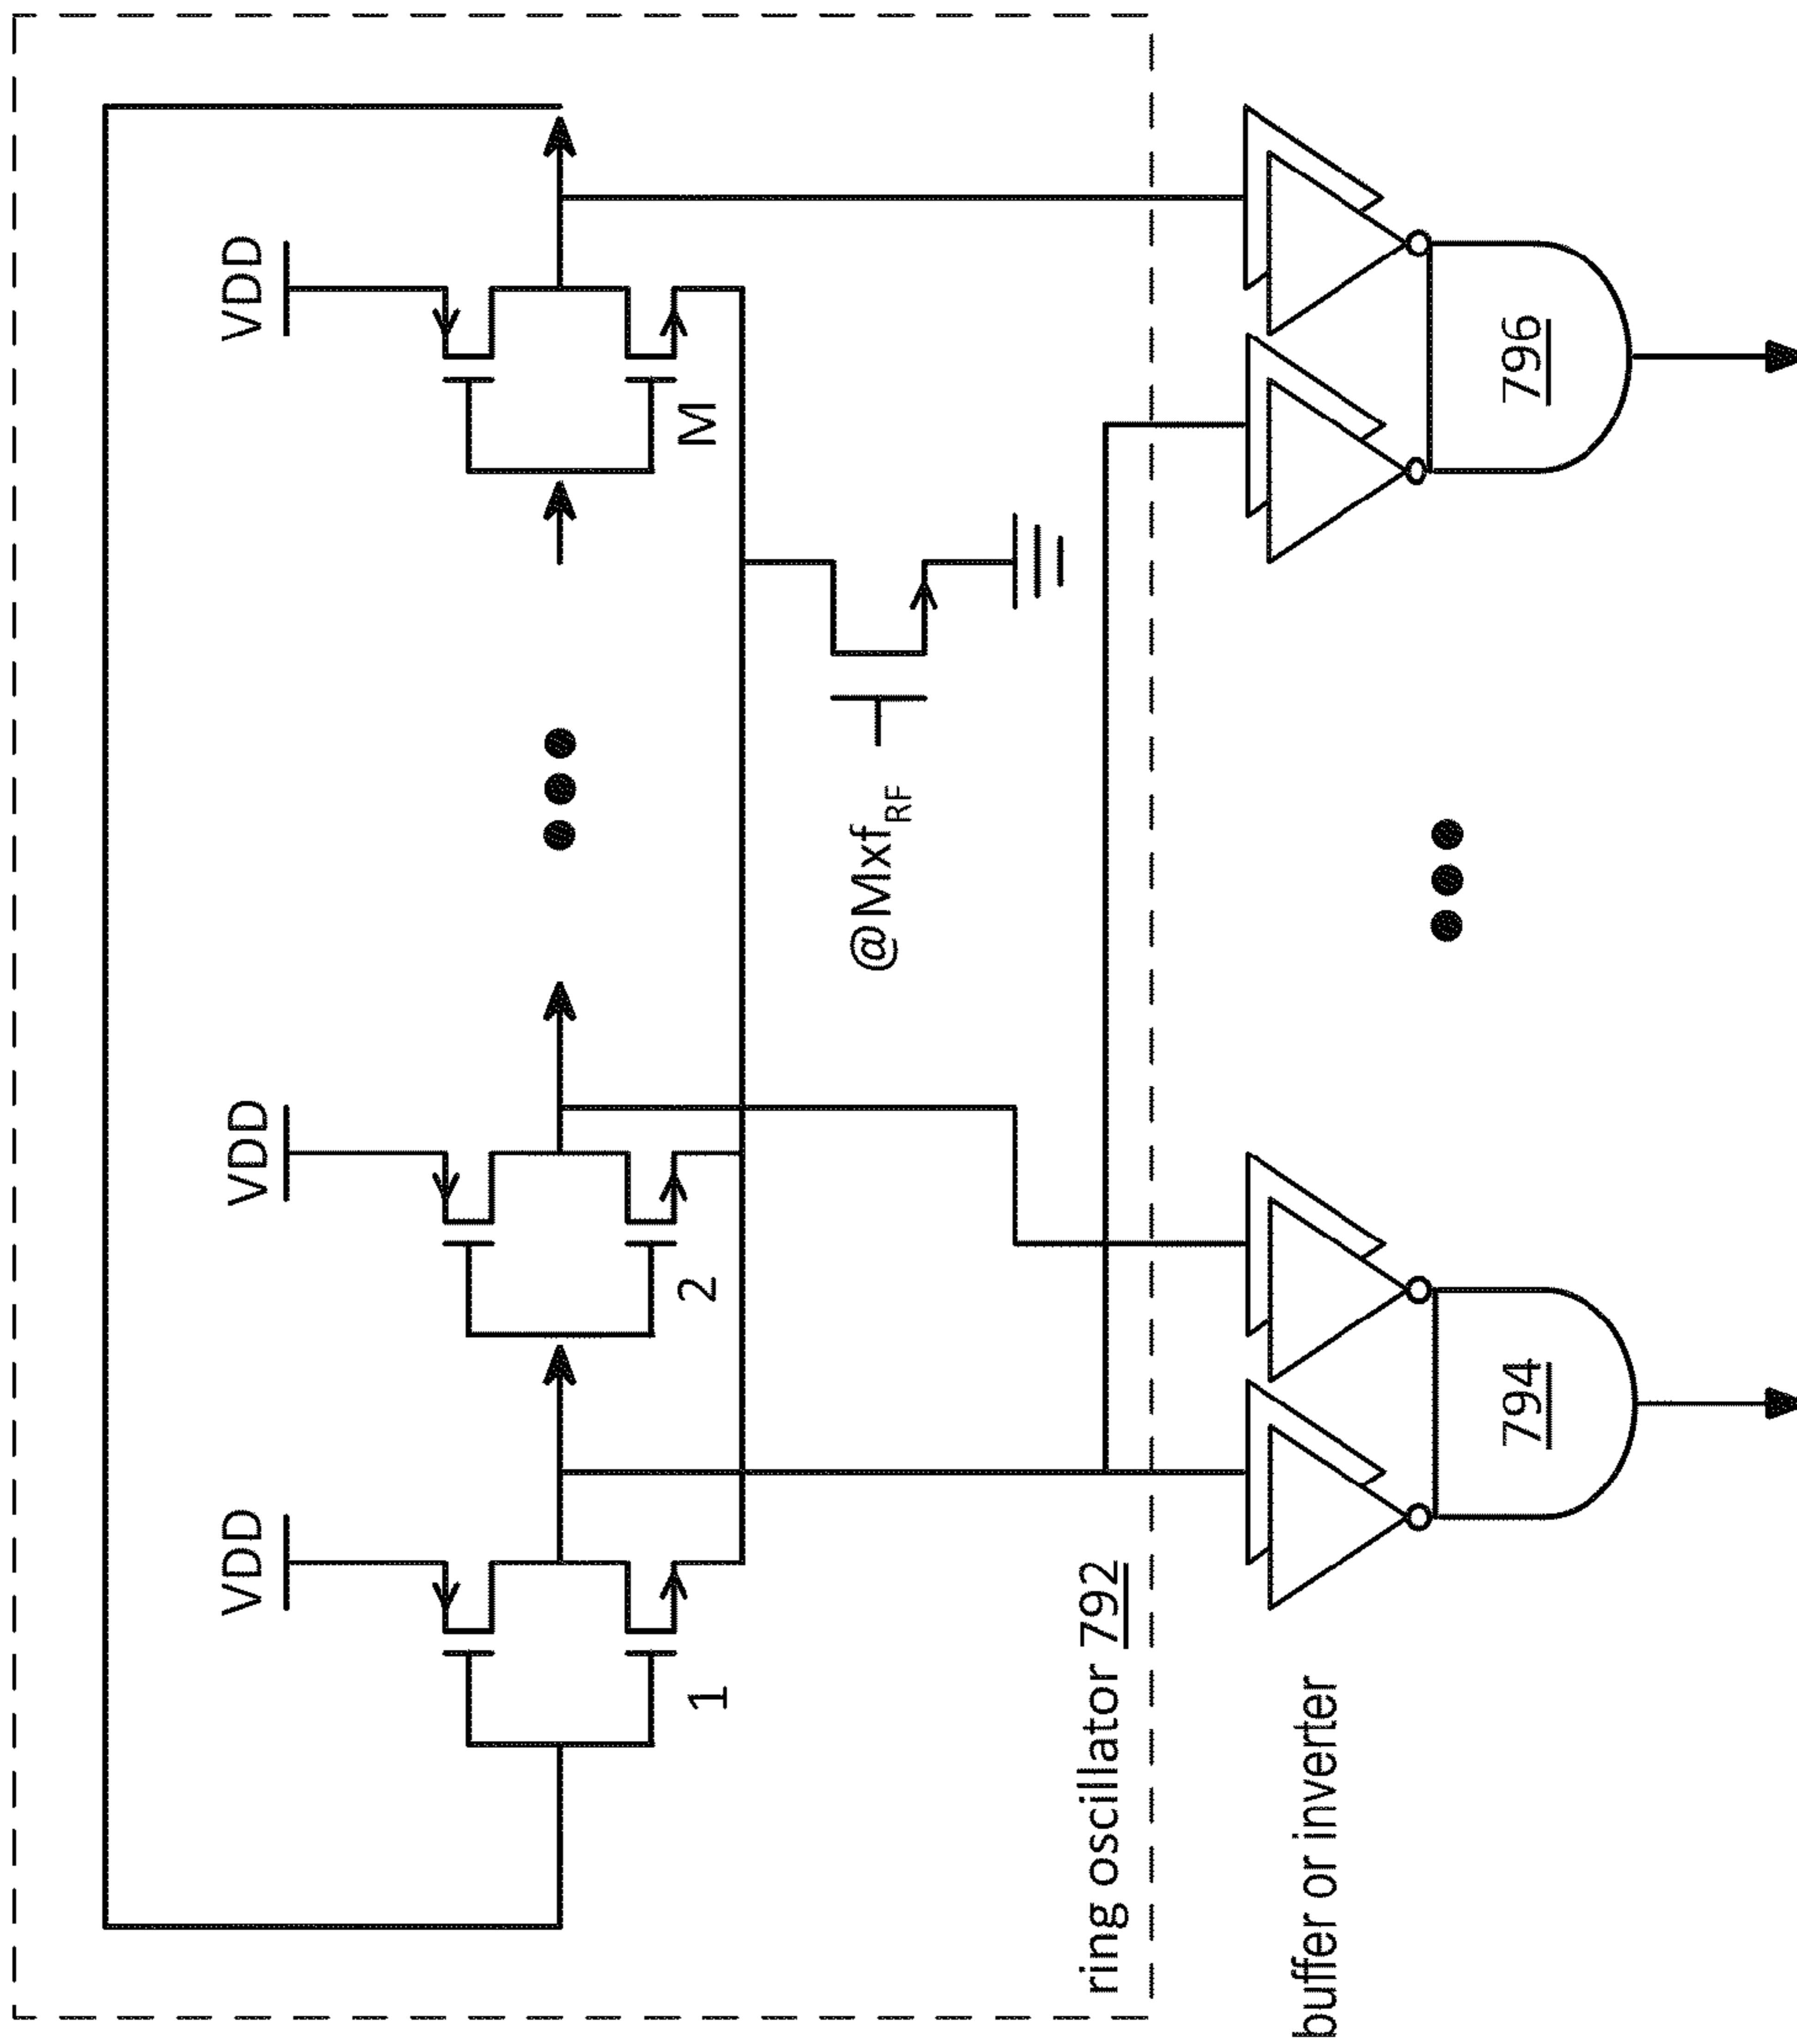 VDD
VDD
VDD
1
2
M
@Mxf_RF
ring oscillator 792
buffer or inverter
794
796